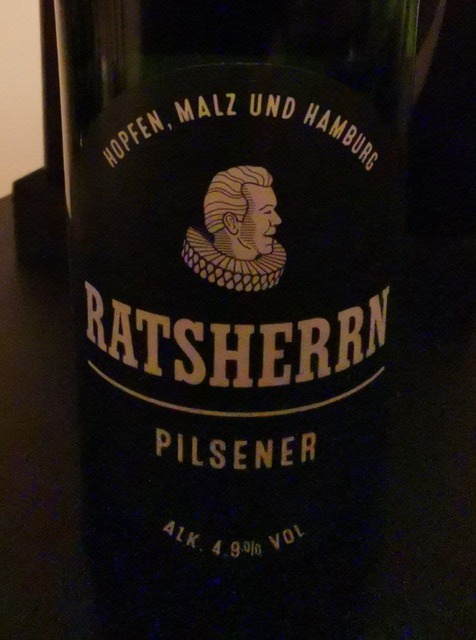 HOPFEN, MALZ UND HAMBURG
RATSHERRN
PILSENER
ALK. 4.9% VOL